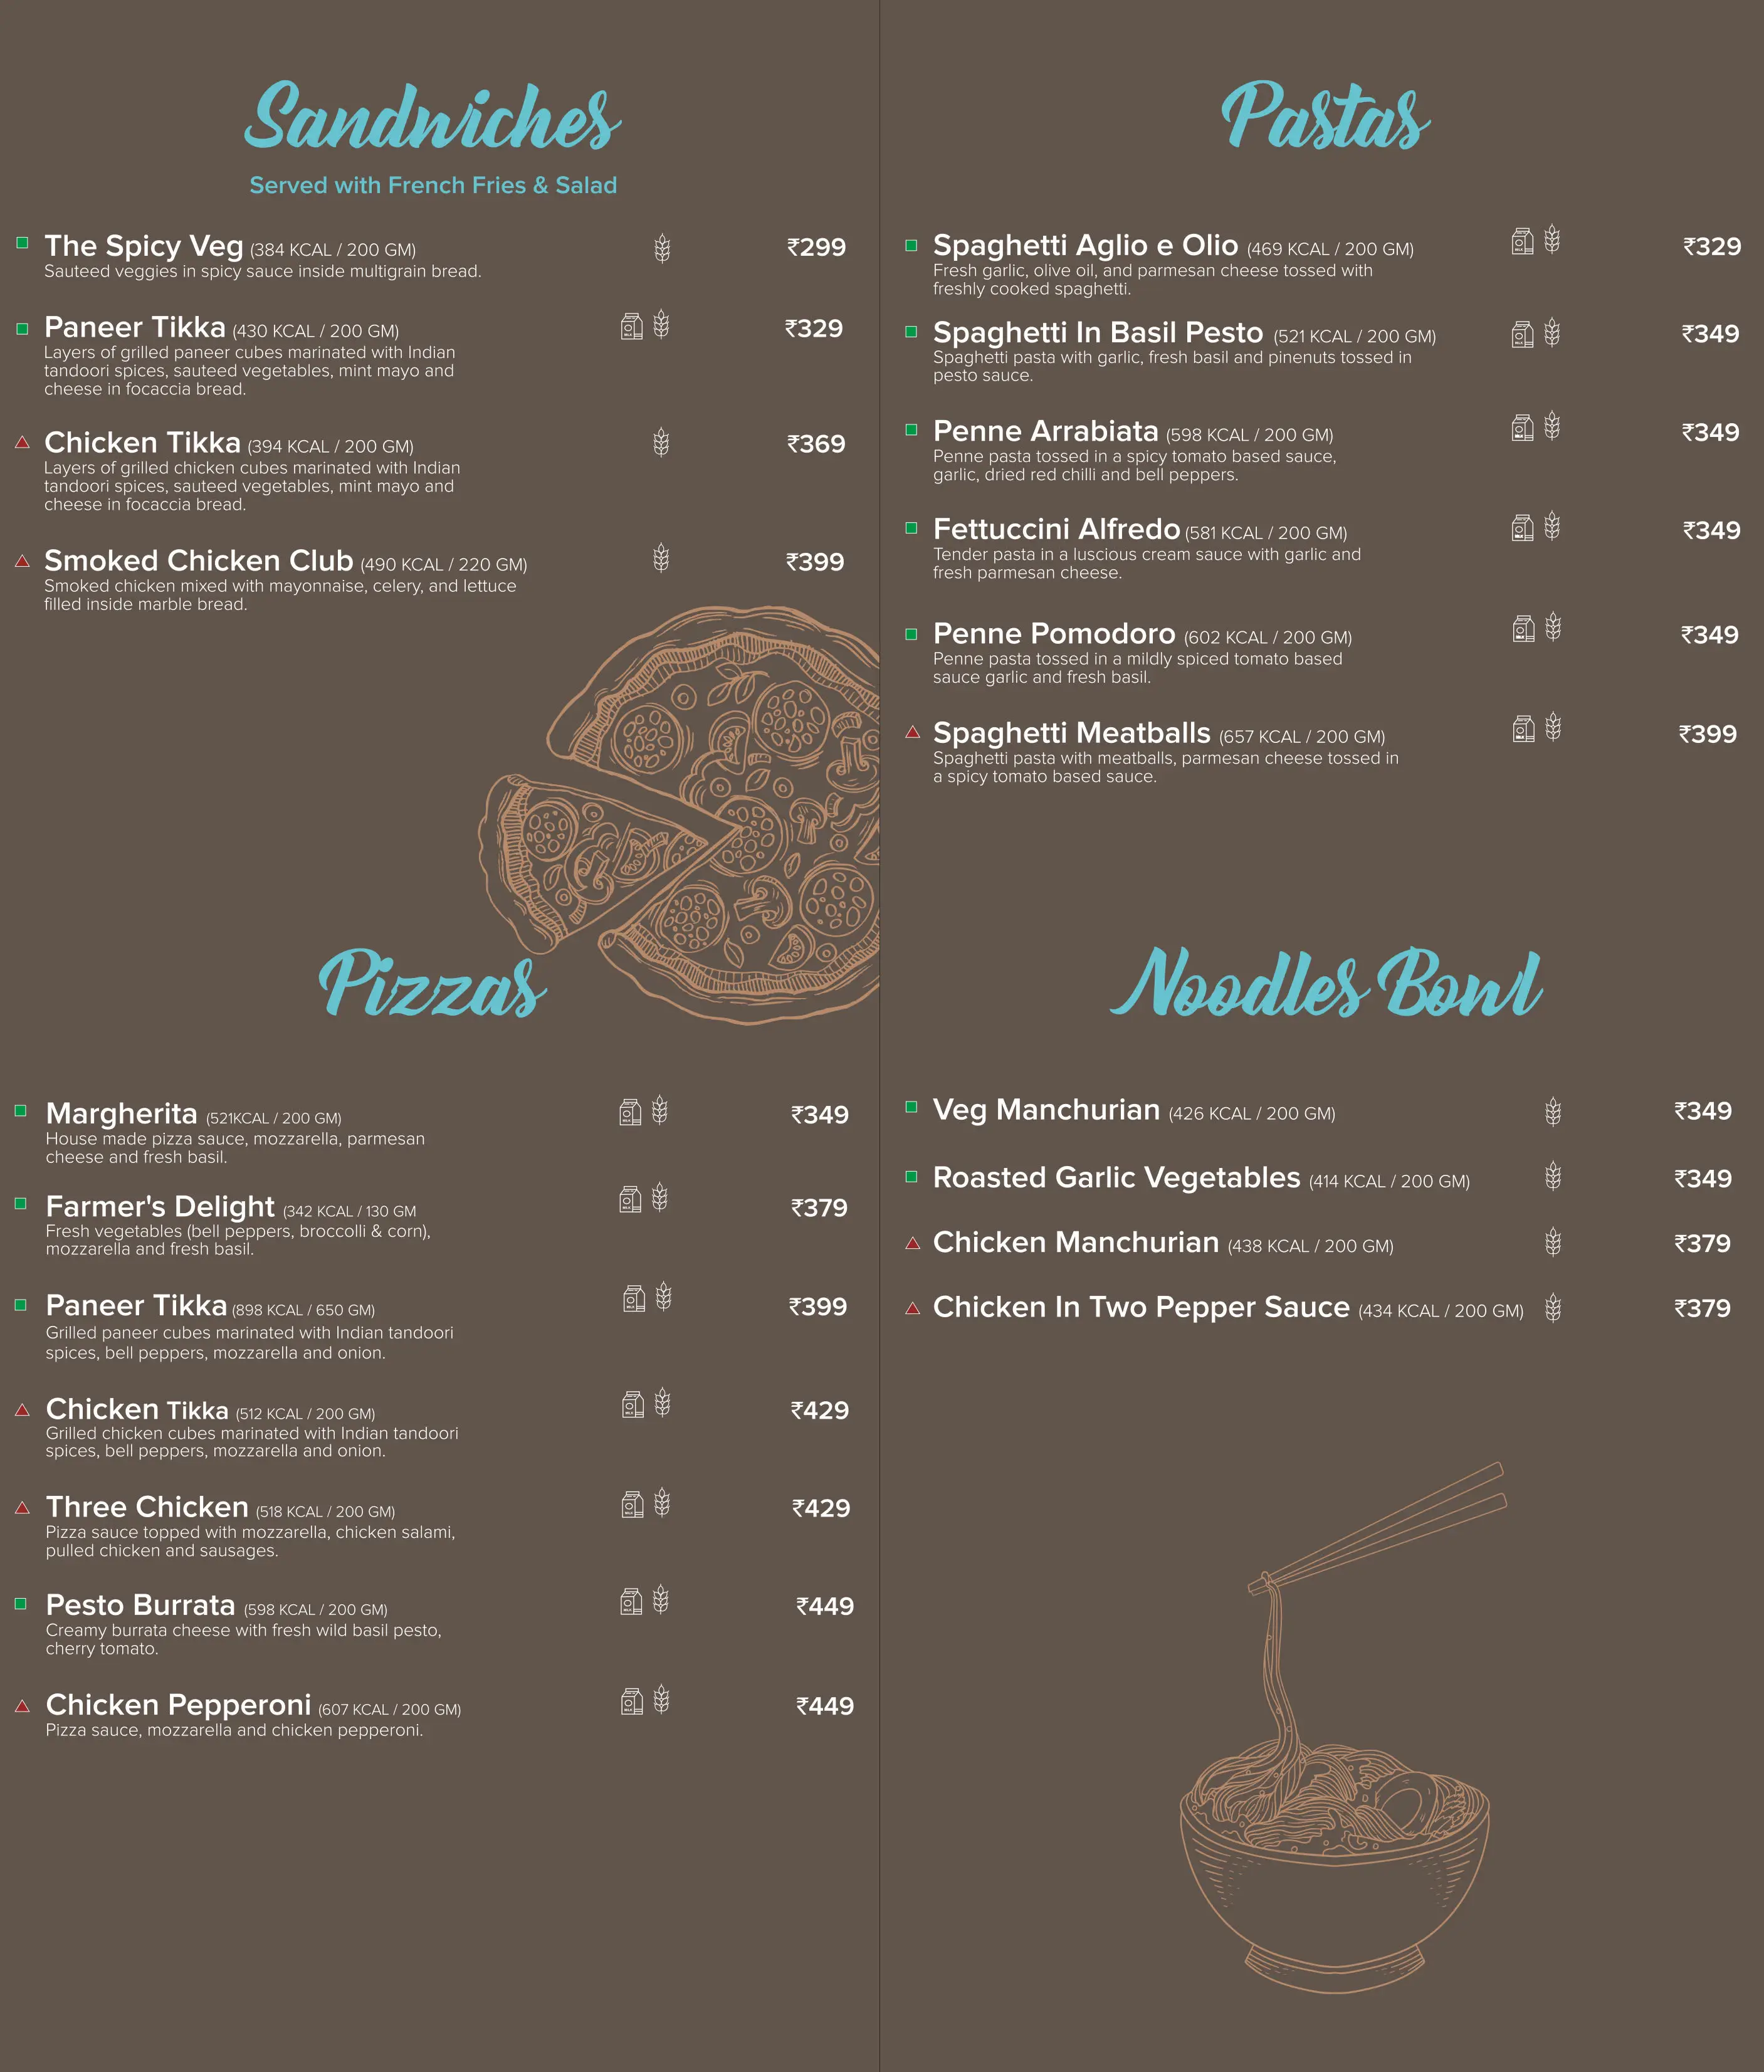 Sandwiches
Served with French Fries & Salad
The Spicy Veg (384 KCAL / 200 GM) ₹299
Sauteed veggies in spicy sauce inside multigrain bread.
Paneer Tikka (430 KCAL / 200 GM) ₹329
Layers of grilled paneer cubes marinated with Indian
tandoori spices, sauteed vegetables, mint mayo and
cheese in focaccia bread.
Chicken Tikka (394 KCAL / 200 GM) ₹369
Layers of grilled chicken cubes marinated with Indian
tandoori spices, sauteed vegetables, mint mayo and
cheese in focaccia bread.
Smoked Chicken Club (490 KCAL / 220 GM) ₹399
Smoked chicken mixed with mayonnaise, celery, and lettuce
filled inside marble bread.
Pizzas
Margherita (521KCAL / 200 GM) ₹349
House made pizza sauce, mozzarella, parmesan
cheese and fresh basil.
Farmer's Delight (342 KCAL / 130 GM ₹379
Fresh vegetables (bell peppers, broccolli & corn),
mozzarella and fresh basil.
Paneer Tikka (898 KCAL / 650 GM) ₹399
Grilled paneer cubes marinated with Indian tandoori
spices, bell peppers, mozzarella and onion.
Chicken Tikka (512 KCAL / 200 GM) ₹429
Grilled chicken cubes marinated with Indian tandoori
spices, bell peppers, mozzarella and onion.
Three Chicken (518 KCAL / 200 GM) ₹429
Pizza sauce topped with mozzarella, chicken salami,
pulled chicken and sausages.
Pesto Burrata (598 KCAL / 200 GM) ₹449
Creamy burrata cheese with fresh wild basil pesto,
cherry tomato.
Chicken Pepperoni (607 KCAL / 200 GM) ₹449
Pizza sauce, mozzarella and chicken pepperoni.
Pastas
Spaghetti Aglio e Olio (469 KCAL / 200 GM) ₹329
Fresh garlic, olive oil, and parmesan cheese tossed with
freshly cooked spaghetti.
Spaghetti In Basil Pesto (521 KCAL / 200 GM) ₹349
Spaghetti pasta with garlic, fresh basil and pinenuts tossed in
pesto sauce.
Penne Arrabiata (598 KCAL / 200 GM) ₹349
Penne pasta tossed in a spicy tomato based sauce,
garlic, dried red chilli and bell peppers.
Fettuccini Alfredo (581 KCAL / 200 GM) ₹349
Tender pasta in a luscious cream sauce with garlic and
fresh parmesan cheese.
Penne Pomodoro (602 KCAL / 200 GM) ₹349
Penne pasta tossed in a mildly spiced tomato based
sauce garlic and fresh basil.
Spaghetti Meatballs (657 KCAL / 200 GM) ₹399
Spaghetti pasta with meatballs, parmesan cheese tossed in
a spicy tomato based sauce.
Noodles Bowl
Veg Manchurian (426 KCAL / 200 GM) ₹349
Roasted Garlic Vegetables (414 KCAL / 200 GM) ₹349
Chicken Manchurian (438 KCAL / 200 GM) ₹379
Chicken In Two Pepper Sauce (434 KCAL / 200 GM) ₹379